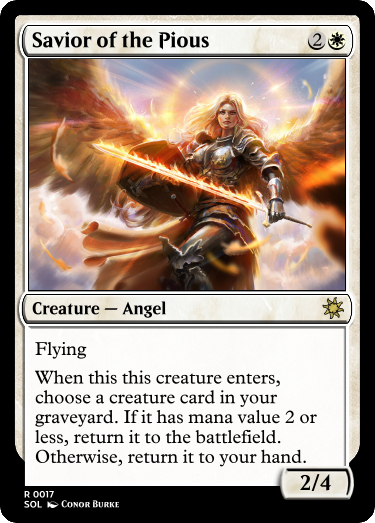 Savior of the Pious 2
Creature — Angel
Flying
When this this creature enters,
choose a creature card in your
graveyard. If it has mana value 2 or
less, return it to the battlefield.
Otherwise, return it to your hand.
2/4
R 0017
SOL Conor Burke